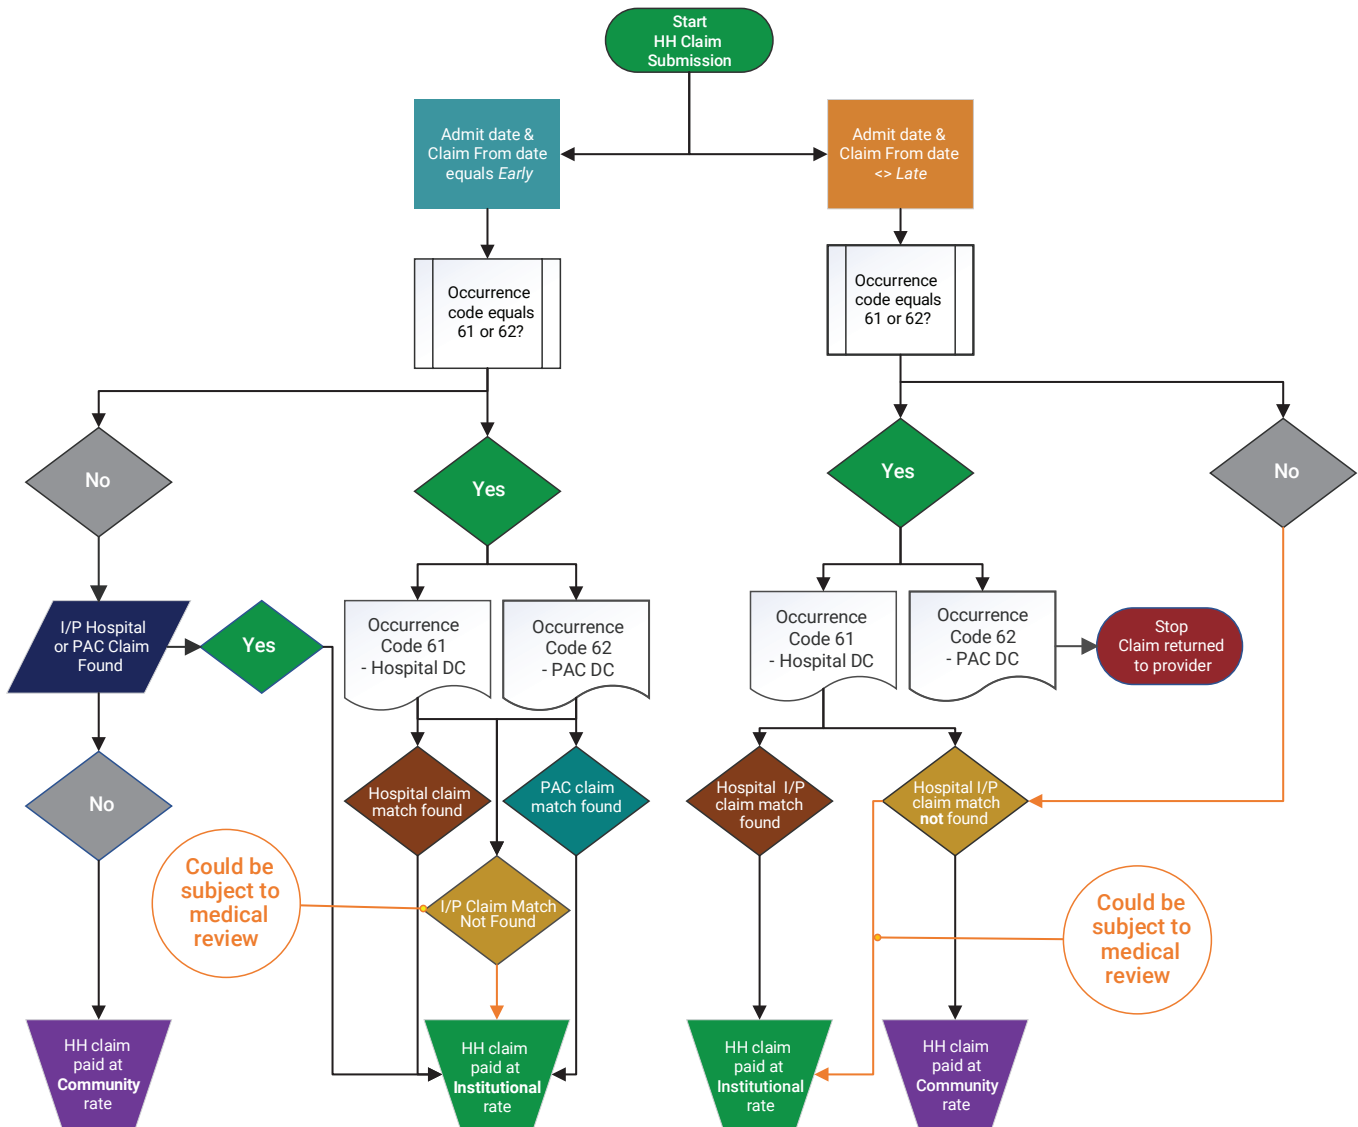 Start
HH Claim
Submission
Admit date &
Claim From date
equals Early
Admit date &
Claim From date
<> Late
Occurrence
code equals
61 or 62?
Occurrence
code equals
61 or 62?
No
Yes
Yes
No
I/P Hospital
or PAC Claim
Found
Yes
Occurrence
Code 61
- Hospital DC
Occurrence
Code 62
- PAC DC
Occurrence
Code 61
- Hospital DC
Occurrence
Code 62
- PAC DC
Stop
Claim returned
to provider
No
Hospital claim
match found
PAC claim
match found
Hospital I/P
claim match
found
Hospital I/P
claim match
not found
Could be
subject to
medical
review
I/P Claim Match
Not Found
Could be
subject to
medical
review
HH claim
paid at
Community
rate
HH claim
paid at
Institutional
rate
HH claim
paid at
Institutional
rate
HH claim
paid at
Community
rate